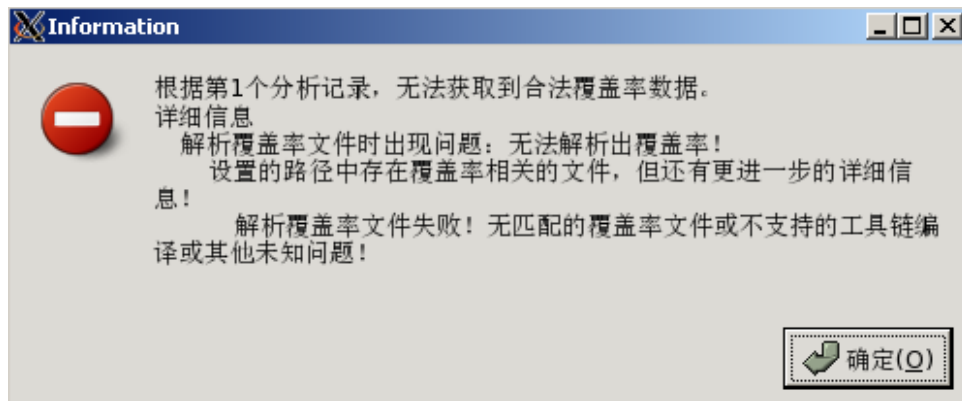 Information
根据第1个分析记录，无法获取到合法覆盖率数据。
详细信息
解析覆盖率文件时出现问题：无法解析出覆盖率！
设置的路径中存在覆盖率相关的文件，但还有更进一步的详细信
息！
解析覆盖率文件失败！无匹配的覆盖率文件或不支持的工具链编
译或其他未知问题！
确定(O)